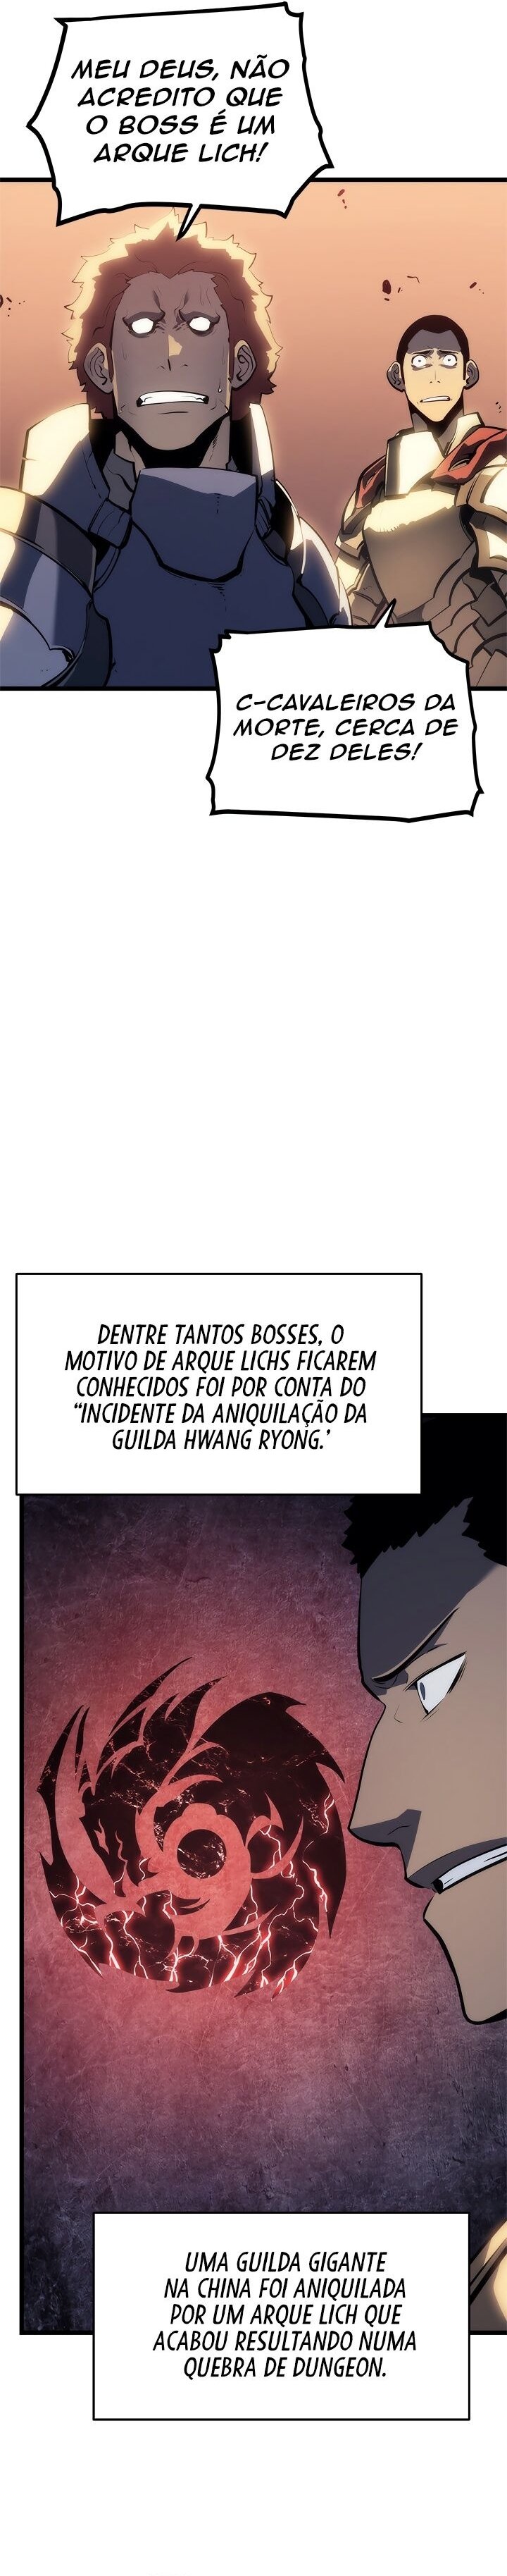 MEU DEUS, NÃO
ACREDITO QUE
O BOSS É UM
ARQUE LICH!
C-CAVALEIROS DA
MORTE, CERCA DE
DEZ DELES!
DENTRE TANTOS BOSSES, O
MOTIVO DE ARQUE LICHS FICAREM
CONHECIDOS FOI POR CONTA DO
“INCIDENTE DA ANIQUILAÇÃO DA
GUILDA HWANG RYONG.'
UMA GUILDA GIGANTE
NA CHINA FOI ANIQUILADA
POR UM ARQUE LICH QUE
ACABOU RESULTANDO NUMA
QUEBRA DE DUNGEON.